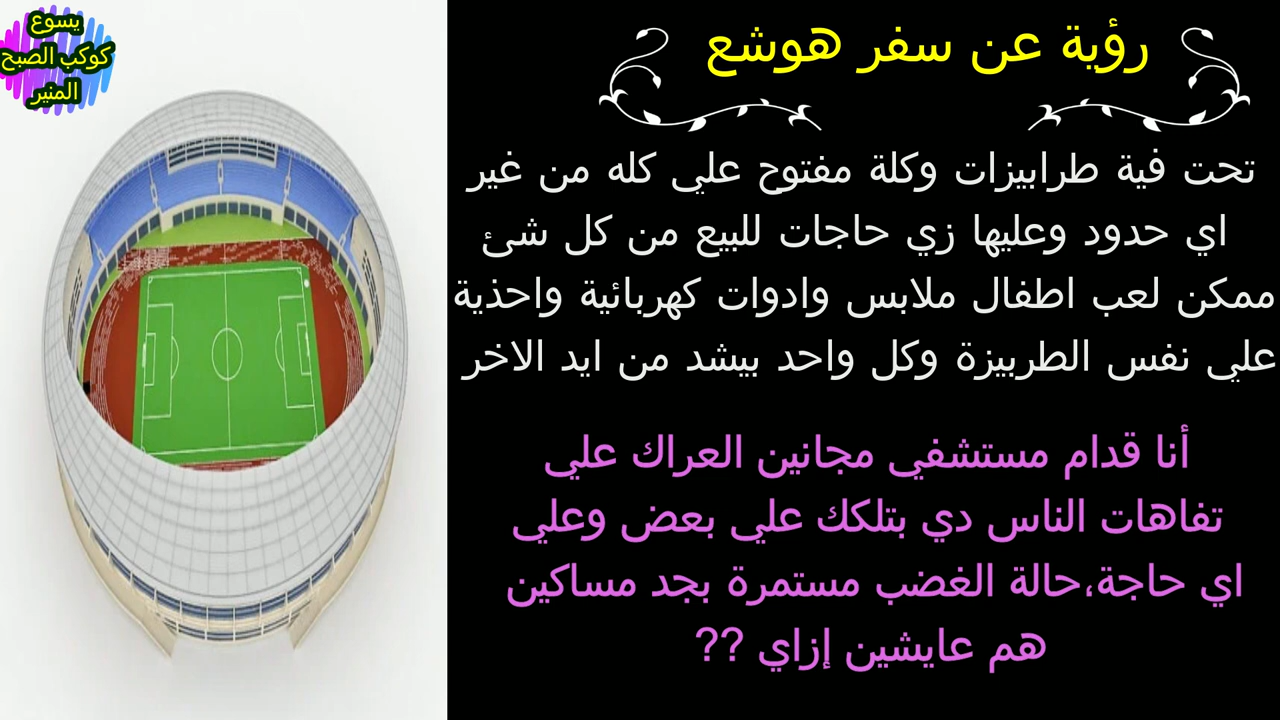 يسوع
كوكب الصبح
المنير
رؤية عن سفر هوشع
تحت فية طرابيزات وكلة مفتوح علي كله من غير
اي حدود وعليها زي حاجات للبيع من كل شئ
ممكن لعب اطفال ملابس وادوات كهربائية واحذية
علي نفس الطربيزة وكل واحد بيشد من ايد الاخر
أنا قدام مستشفي مجانين العراك علي
تفاهات الناس دي بتلكك علي بعض وعلي
اي حاجة،حالة الغضب مستمرة بجد مساكين
هم عايشين إزاي ??